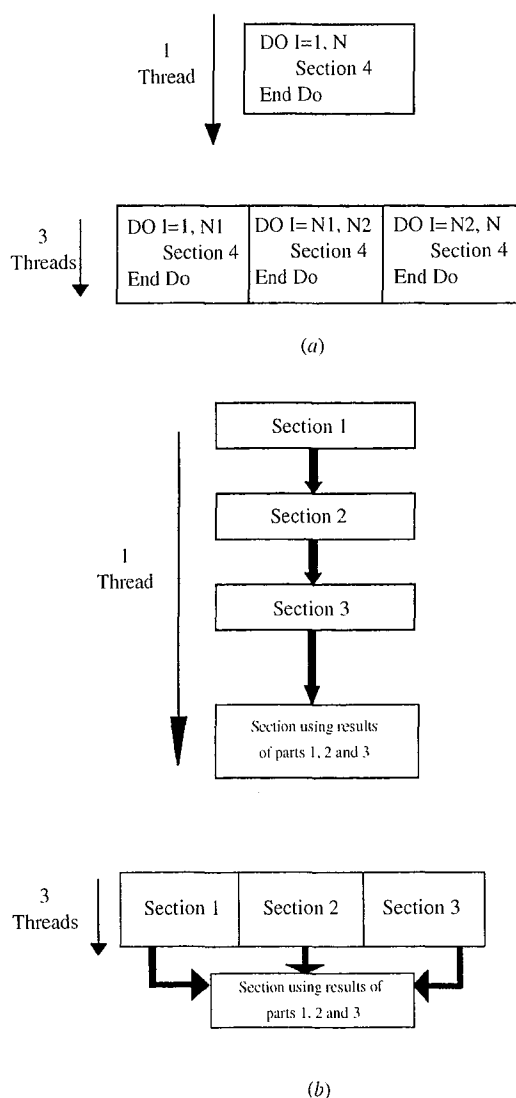 1
Thread
DO I=1, N
Section 4
End Do
3
Threads
DO I=1, N1
Section 4
End Do
DO I=N1, N2
Section 4
End Do
DO I=N2, N
Section 4
End Do
(a)
1
Thread
Section 1
Section 2
Section 3
Section using results
of parts 1, 2 and 3
3
Threads
Section 1
Section 2
Section 3
Section using results of
parts 1, 2 and 3
(b)